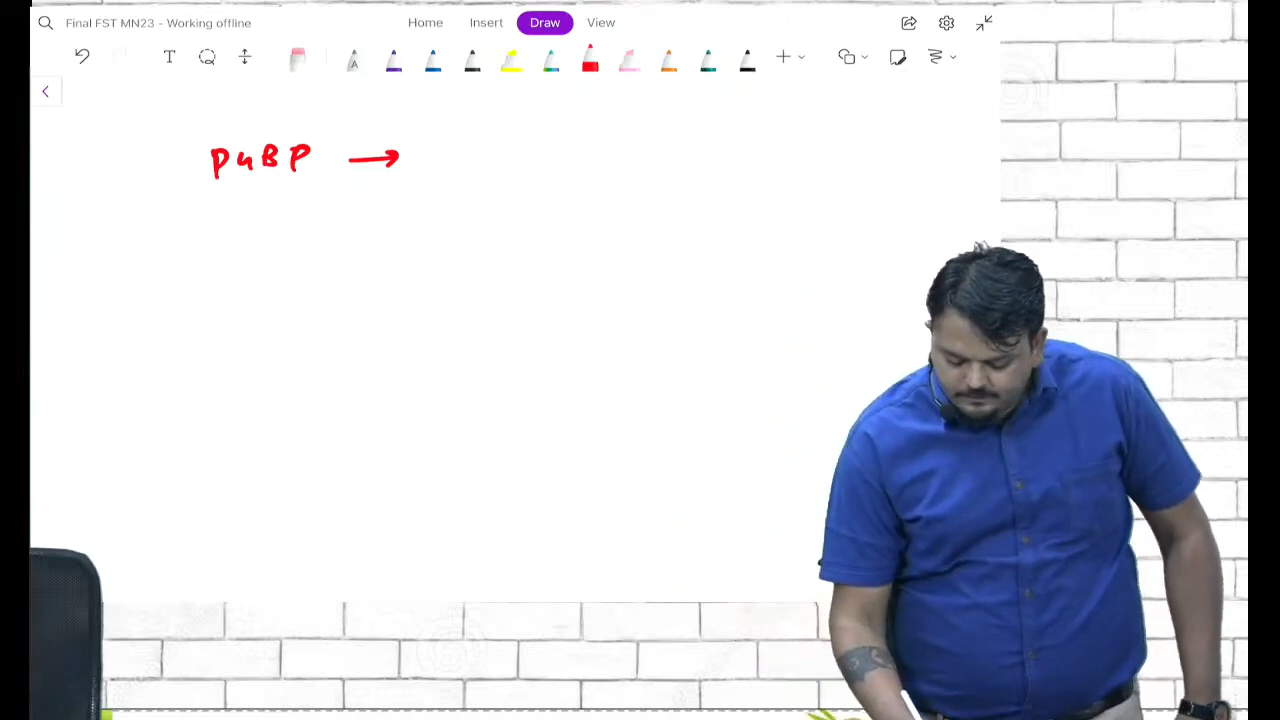 Final FST MN23 - Working offline
Home Insert Draw View
T
A
PuBP →